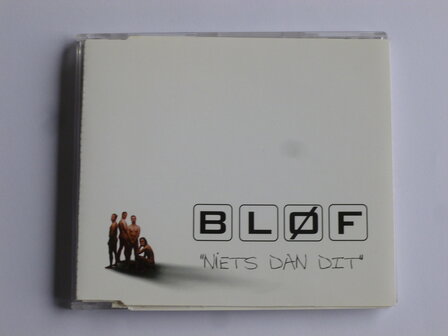 BLØF
"NIETS DAN DIT"